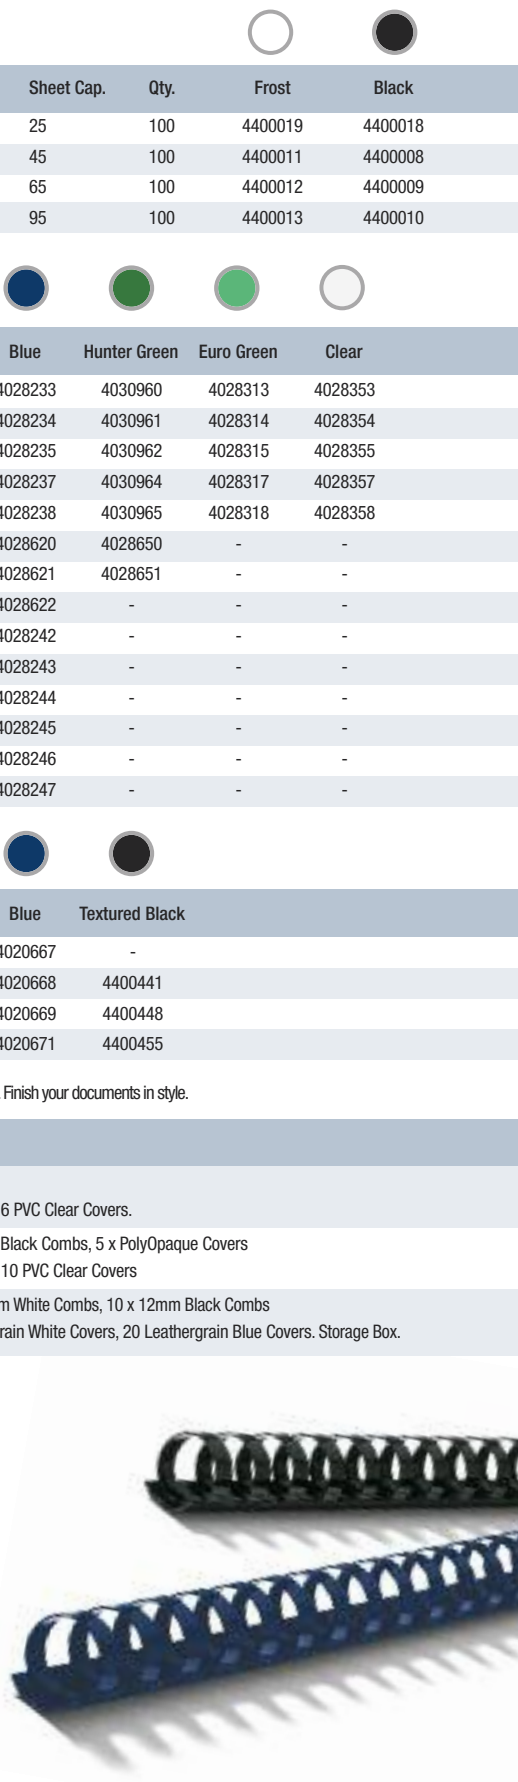 Sheet Cap. Qty. Frost Black
25 100 4400019 4400018
45 100 4400011 4400008
65 100 4400012 4400009
95 100 4400013 4400010
Blue Hunter Green Euro Green Clear
4028233 4030960 4028313 4028353
4028234 4030961 4028314 4028354
4028235 4030962 4028315 4028355
4028237 4030964 4028317 4028357
4028238 4030965 4028318 4028358
4028620 4028650 - -
4028621 4028651 - -
4028622 - - -
4028242 - - -
4028243 - - -
4028244 - - -
4028245 - - -
4028246 - - -
4028247 - - -
Blue Textured Black
4020667 -
4020668 4400441
4020669 4400448
4020671 4400455
. Finish your documents in style.
6 PVC Clear Covers.
Black Combs, 5 x PolyOpaque Covers
10 PVC Clear Covers
m White Combs, 10 x 12mm Black Combs
rain White Covers, 20 Leathergrain Blue Covers. Storage Box.